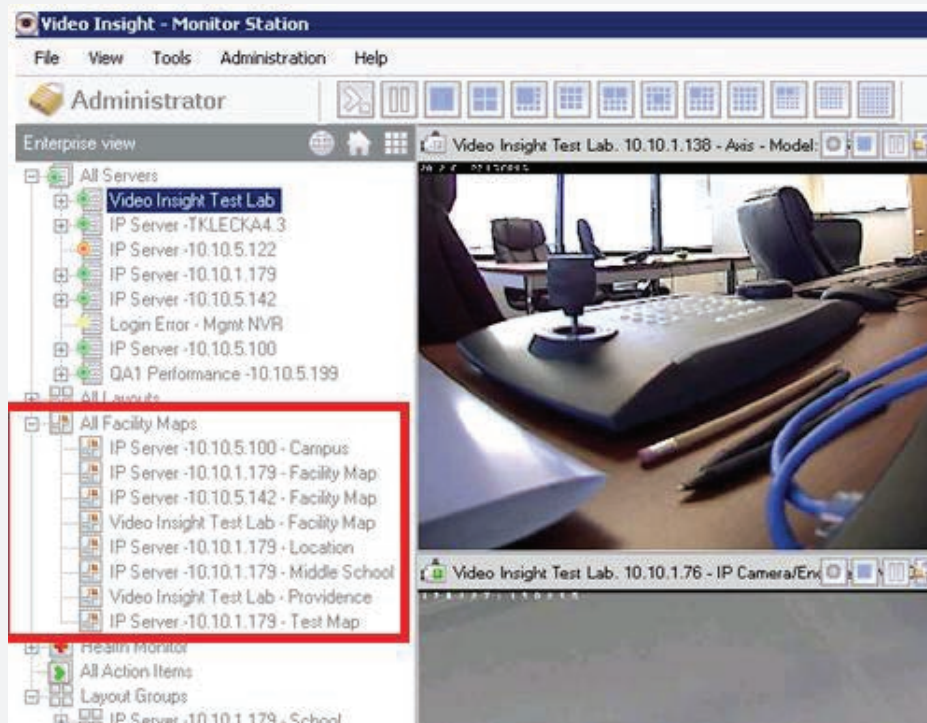 Video Insight - Monitor Station
File View Tools Administration Help
Administrator
Enterprise view
Video Insight Test Lab. 10.10.1.138 - Axis - Model:
All Servers
Video Insight Test Lab
IP Server -TKLECKA4.3
IP Server -10.10.5.122
IP Server -10.10.1.179
IP Server -10.10.5.142
Login Error - Mgmt NVR
IP Server -10.10.5.100
QA1 Performance -10.10.5.199
All Layouts
All Facility Maps
IP Server -10.10.5.100 - Campus
IP Server -10.10.1.179 - Facility Map
IP Server -10.10.5.142 - Facility Map
Video Insight Test Lab - Facility Map
IP Server -10.10.1.179 - Location
IP Server -10.10.1.179 - Middle School
Video Insight Test Lab - Providence
IP Server -10.10.1.179 - Test Map
Video Insight Test Lab. 10.10.1.76 - IP Camera/En
Health Monitor
All Action Items
Layout Groups
IP Server -10.10.1.179 - School